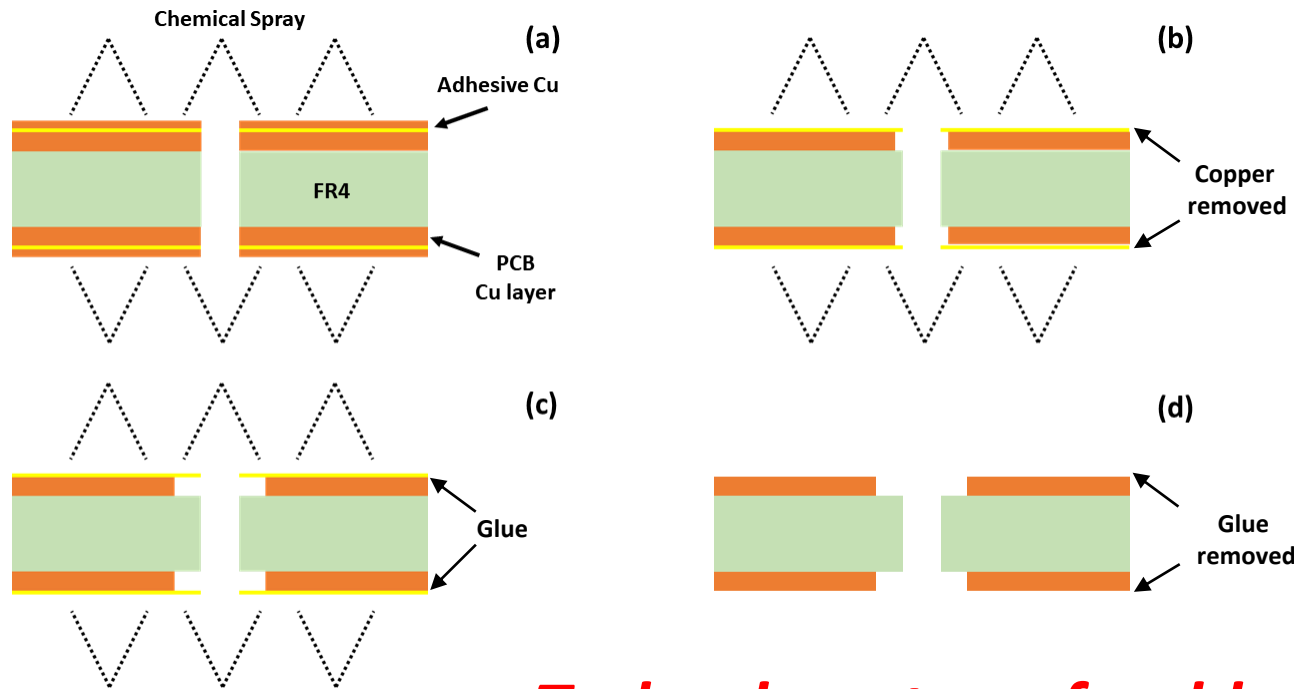 Chemical Spray
(a)
Adhesive Cu
FR4
PCB
Cu layer
(b)
Copper
removed
(c)
Glue
(d)
Glue
removed